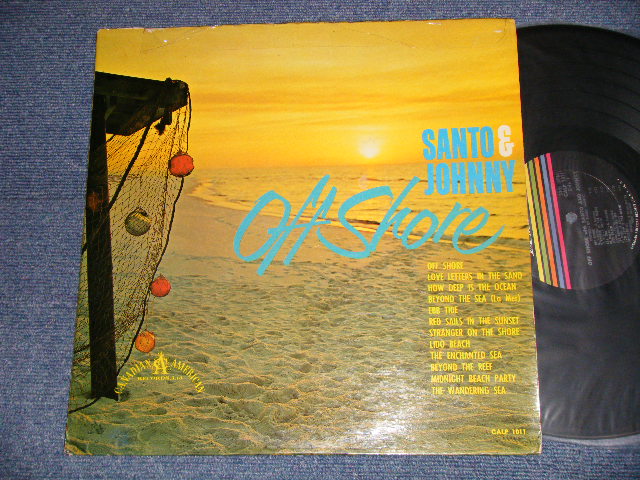 SANTO &
JOHNNY
Off Shore
OFF SHORE
LOVE LETTERS IN THE SAND
HOW DEEP IS THE OCEAN
BEYOND THE SEA (La Mer)
EBB TIDE
RED SAILS IN THE SUNSET
STRANGER ON THE SHORE
LIDO BEACH
THE ENCHANTED SEA
BEYOND THE REEF
MIDNIGHT BEACH PARTY
THE WANDERING SEA
CANADIAN AMERICAN
RECORDS, Ltd.
CALP 1011